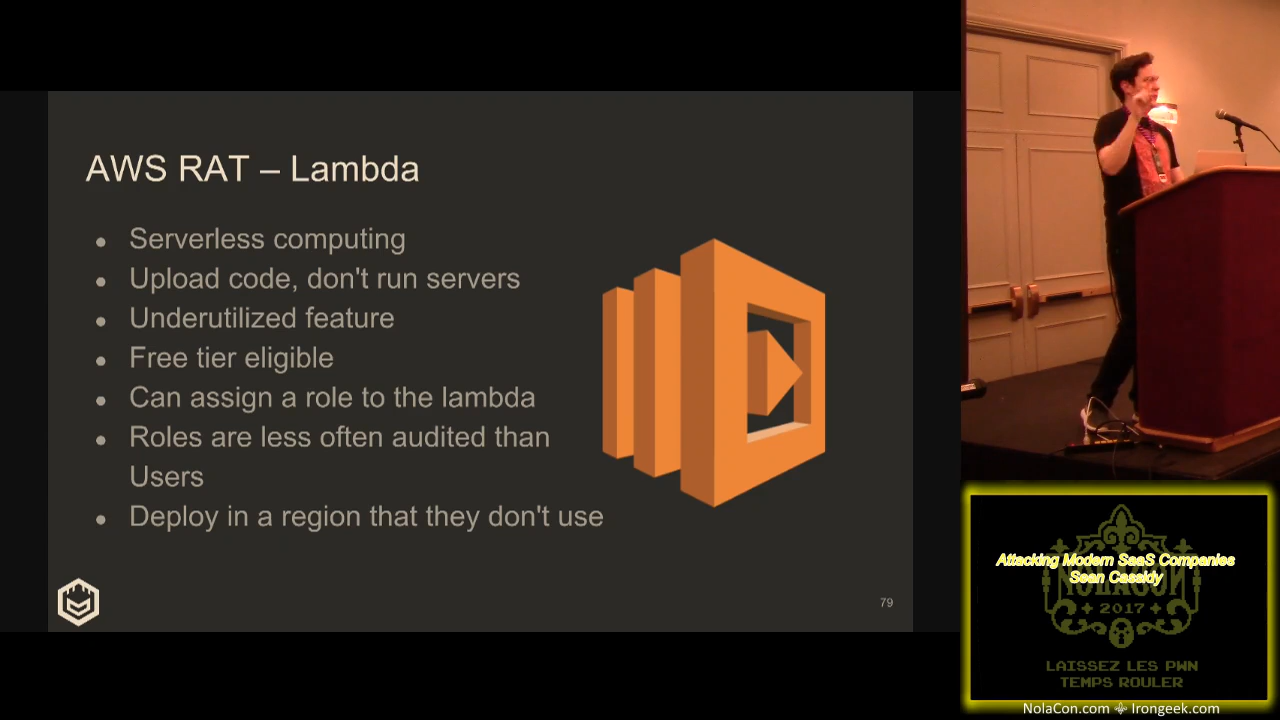 AWS RAT – Lambda
● Serverless computing
● Upload code, don't run servers
● Underutilized feature
● Free tier eligible
● Can assign a role to the lambda
● Roles are less often audited than
Users
● Deploy in a region that they don't use
79
Attacking Modern SaaS Companies
Sean Cassidy
NOLACON
2017
LAISSEZ LES PWN
TEMPS ROULER
NolaCon.com ⚜ Irongeek.com